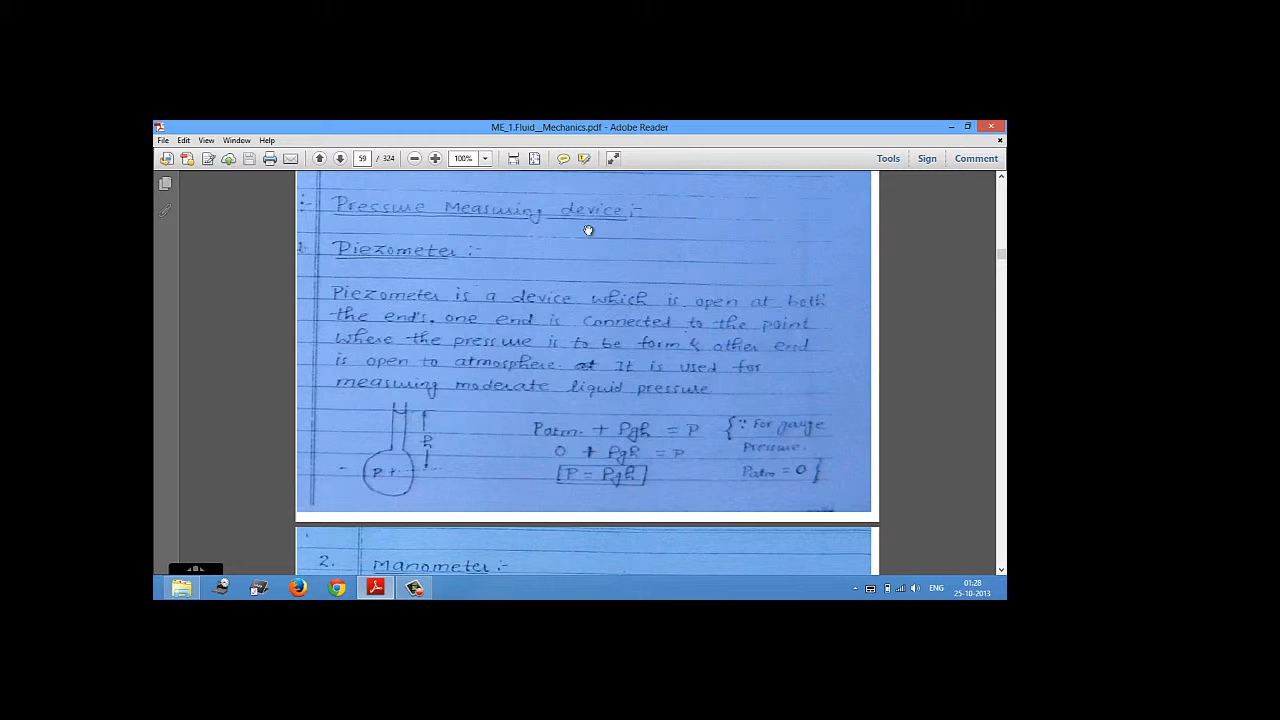 ME_1.Fluid__Mechanics.pdf - Adobe Reader
File Edit View Window Help
59 / 324 100% Tools Sign Comment
Pressure Measuring device :-
1. Piezometer :-
Piezometer is a device which is open at both
the end's. one end is connected to the point
where the pressure is to be form & other end
is open to atmosphere. It is used for
measuring moderate liquid pressure
h
P +
Patm. + ρgh = P { ∵ For gauge
0 + ρgh = P Pressure.
P = ρgh Patm = 0 }
2. Manometer :-
ENG 01:28
25-10-2013